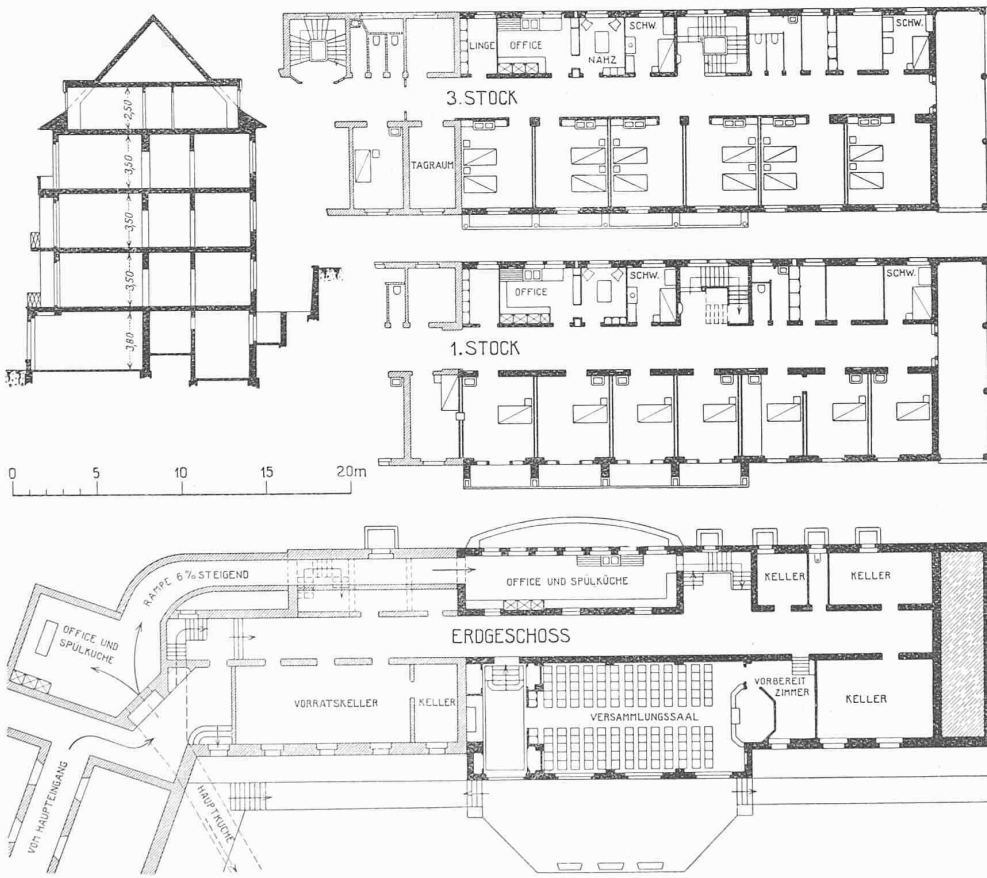 LINGE
OFFICE
NÄHZ
SCHW.
SCHW.
3. STOCK
TAGRAUM
2,50
3,50
3,50
3,50
3,80
OFFICE
SCHW.
SCHW.
1. STOCK
0 5 10 15 20m
RAMPE 6% STEIGEND
OFFICE UND SPÜLKÜCHE
KELLER
KELLER
OFFICE UND
SPÜLKÜCHE
ERDGESCHOSS
VORRATSKELLER
KELLER
VERSAMMLUNGSSAAL
VORBEREIT
ZIMMER
KELLER
VOM HAUPTEINGANG
HAUPTKÜCHE